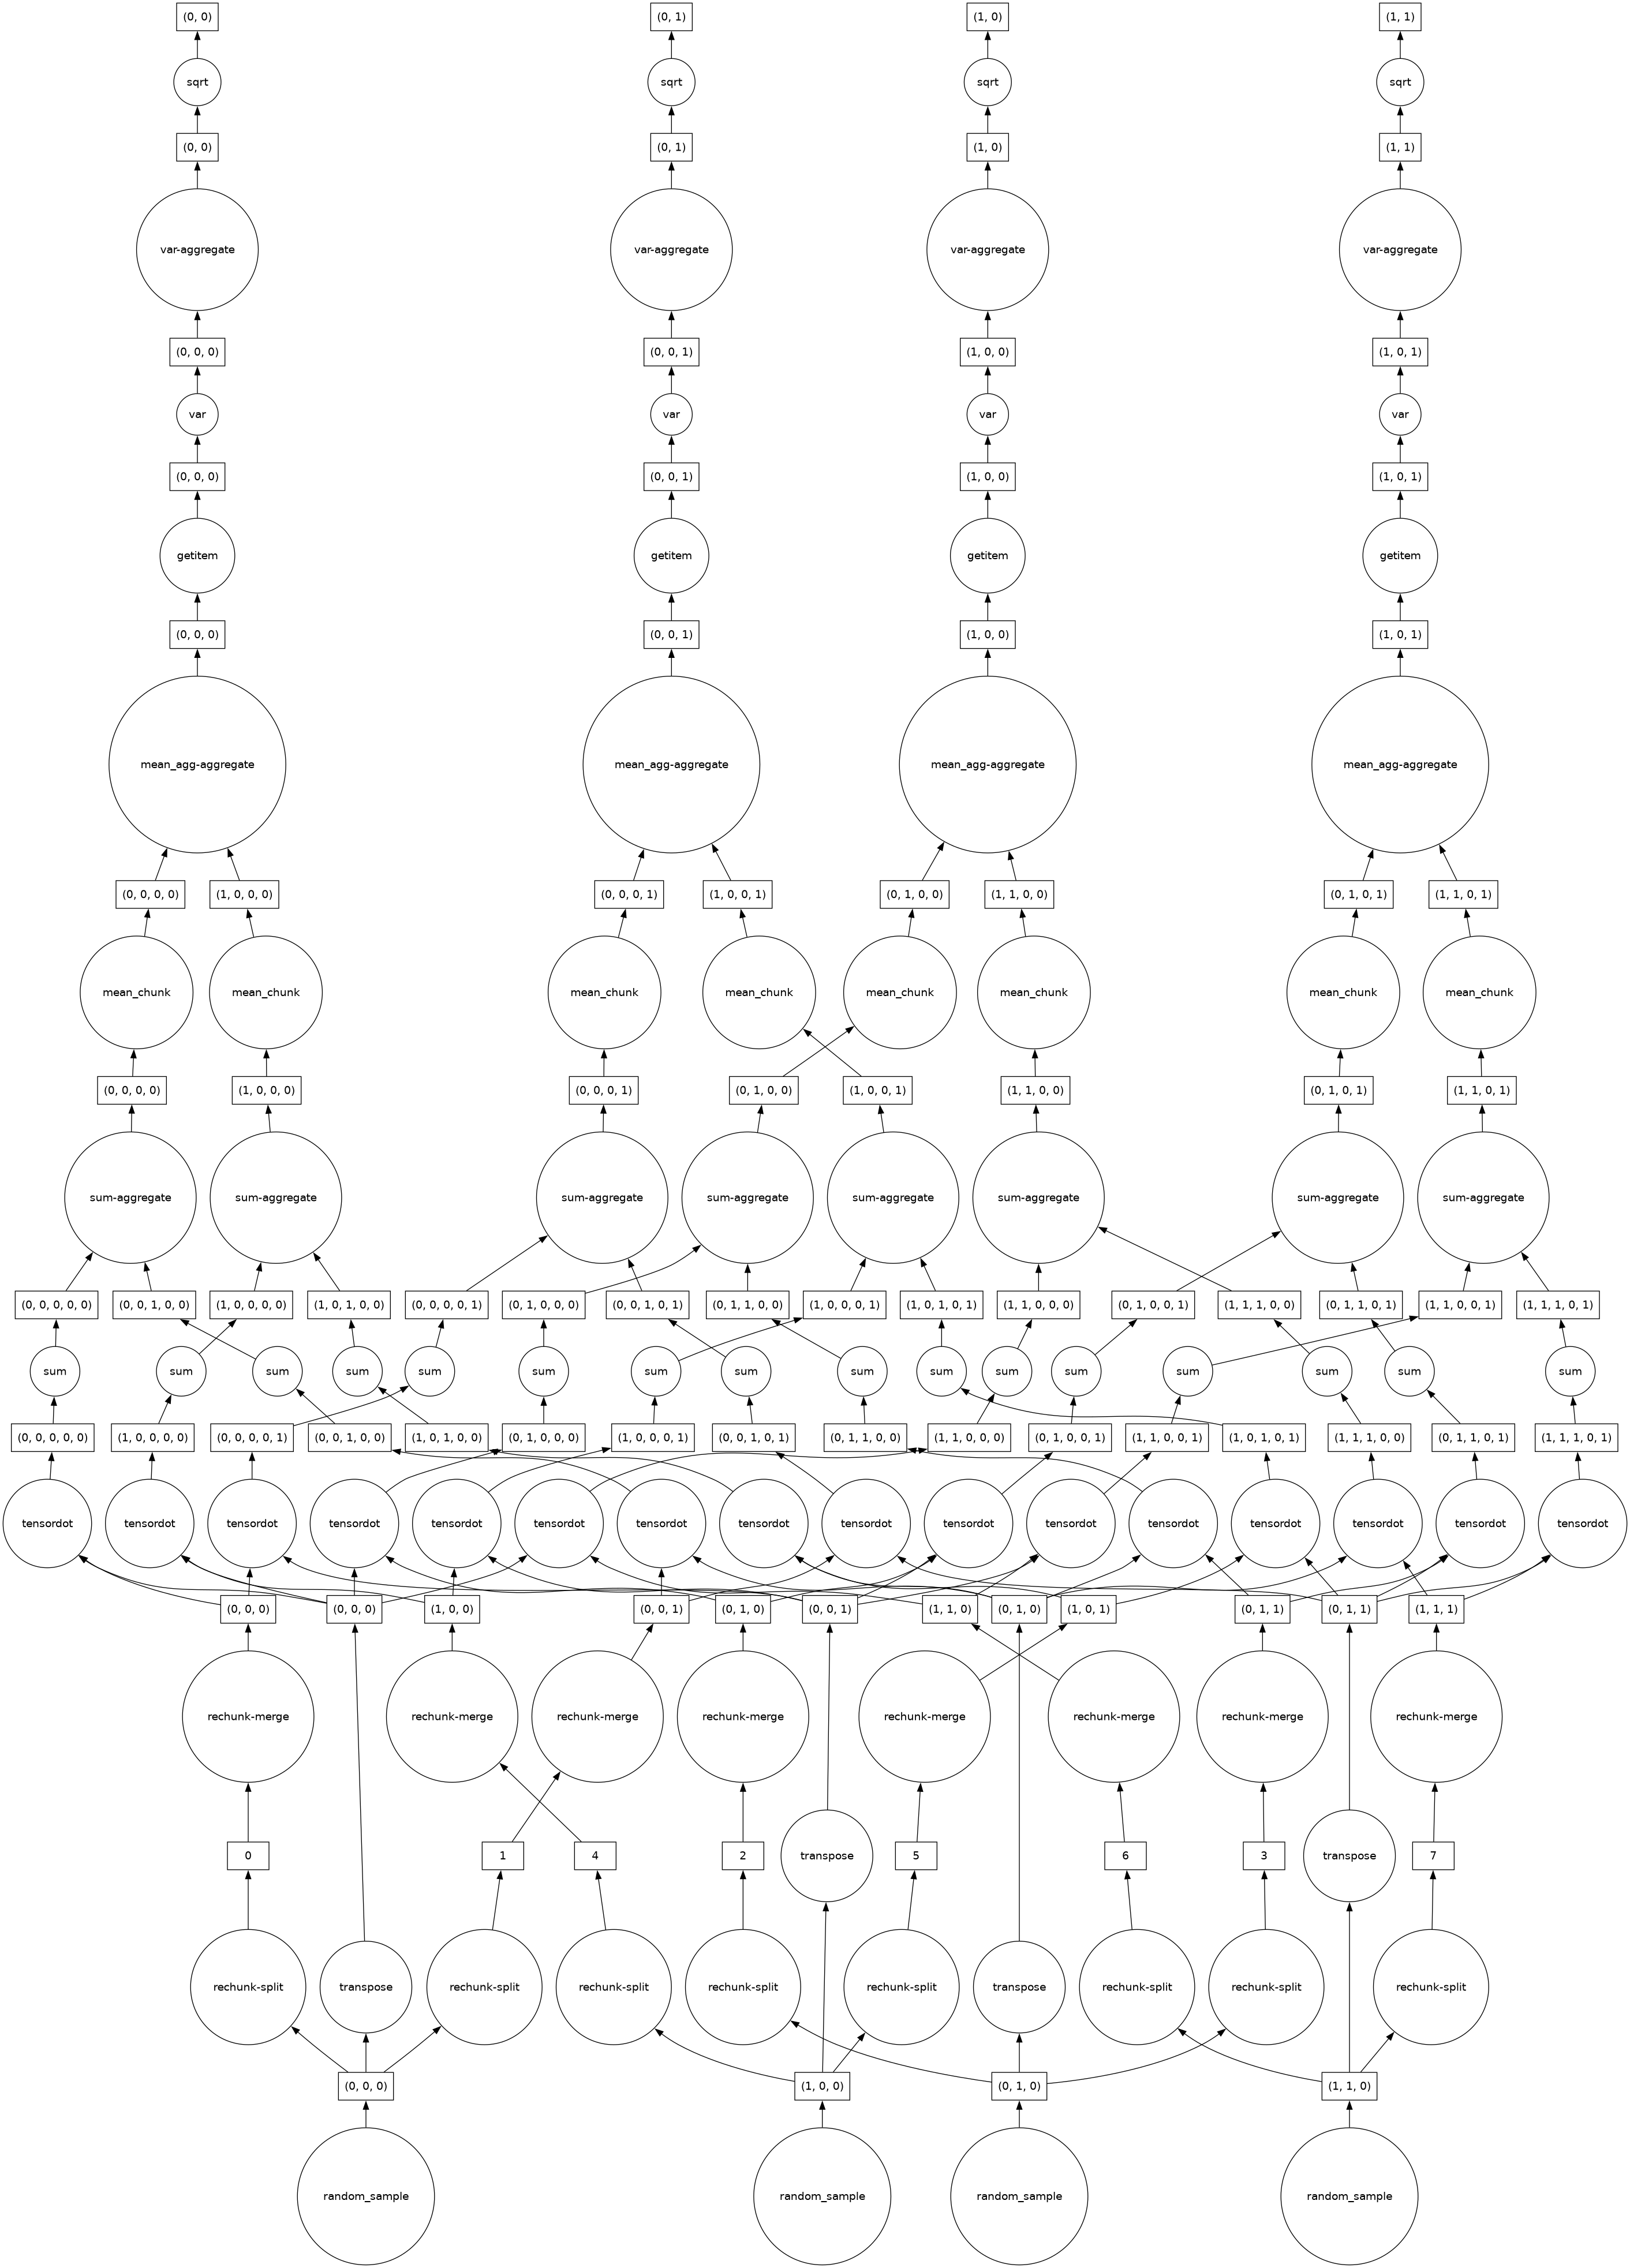 (0, 0) (0, 1) (1, 0) (1, 1)
sqrt sqrt sqrt sqrt
(0, 0) (0, 1) (1, 0) (1, 1)
var-aggregate var-aggregate var-aggregate var-aggregate
(0, 0, 0) (0, 0, 1) (1, 0, 0) (1, 0, 1)
var var var var
(0, 0, 0) (0, 0, 1) (1, 0, 0) (1, 0, 1)
getitem getitem getitem getitem
(0, 0, 0) (0, 0, 1) (1, 0, 0) (1, 0, 1)
mean_agg-aggregate mean_agg-aggregate mean_agg-aggregate mean_agg-aggregate
(0, 0, 0, 0) (1, 0, 0, 0) (0, 0, 0, 1) (1, 0, 0, 1) (0, 1, 0, 0) (1, 1, 0, 0) (0, 1, 0, 1) (1, 1, 0, 1)
mean_chunk mean_chunk mean_chunk mean_chunk mean_chunk mean_chunk mean_chunk mean_chunk
(0, 0, 0, 0) (1, 0, 0, 0) (0, 0, 0, 1) (0, 1, 0, 0) (1, 0, 0, 1) (1, 1, 0, 0) (0, 1, 0, 1) (1, 1, 0, 1)
sum-aggregate sum-aggregate sum-aggregate sum-aggregate sum-aggregate sum-aggregate sum-aggregate sum-aggregate
(0, 0, 0, 0, 0) (0, 0, 1, 0, 0) (1, 0, 0, 0, 0) (1, 0, 1, 0, 0) (0, 0, 0, 0, 1) (0, 1, 0, 0, 0) (0, 0, 1, 0, 1) (0, 1, 1, 0, 0) (1, 0, 0, 0, 1) (1, 0, 1, 0, 1) (1, 1, 0, 0, 0) (0, 1, 0, 0, 1) (1, 1, 1, 0, 0) (0, 1, 1, 0, 1) (1, 1, 0, 0, 1) (1, 1, 1, 0, 1)
sum sum sum sum sum sum sum sum sum sum sum sum sum sum sum sum
(0, 0, 0, 0, 0) (1, 0, 0, 0, 0) (0, 0, 0, 0, 1) (0, 0, 1, 0, 0) (1, 0, 1, 0, 0) (0, 1, 0, 0, 0) (1, 0, 0, 0, 1) (0, 0, 1, 0, 1) (0, 1, 1, 0, 0) (1, 1, 0, 0, 0) (0, 1, 0, 0, 1) (1, 1, 0, 0, 1) (1, 0, 1, 0, 1) (1, 1, 1, 0, 0) (0, 1, 1, 0, 1) (1, 1, 1, 0, 1)
tensordot tensordot tensordot tensordot tensordot tensordot tensordot tensordot tensordot tensordot tensordot tensordot tensordot tensordot tensordot tensordot
(0, 0, 0) (0, 0, 0) (1, 0, 0) (0, 0, 1) (0, 1, 0) (0, 0, 1) (1, 1, 0) (0, 1, 0) (1, 0, 1) (0, 1, 1) (0, 1, 1) (1, 1, 1)
rechunk-merge rechunk-merge rechunk-merge rechunk-merge rechunk-merge rechunk-merge rechunk-merge rechunk-merge
0 1 4 2 transpose 5 6 3 transpose 7
rechunk-split transpose rechunk-split rechunk-split rechunk-split rechunk-split transpose rechunk-split rechunk-split rechunk-split
(0, 0, 0) (1, 0, 0) (0, 1, 0) (1, 1, 0)
random_sample random_sample random_sample random_sample